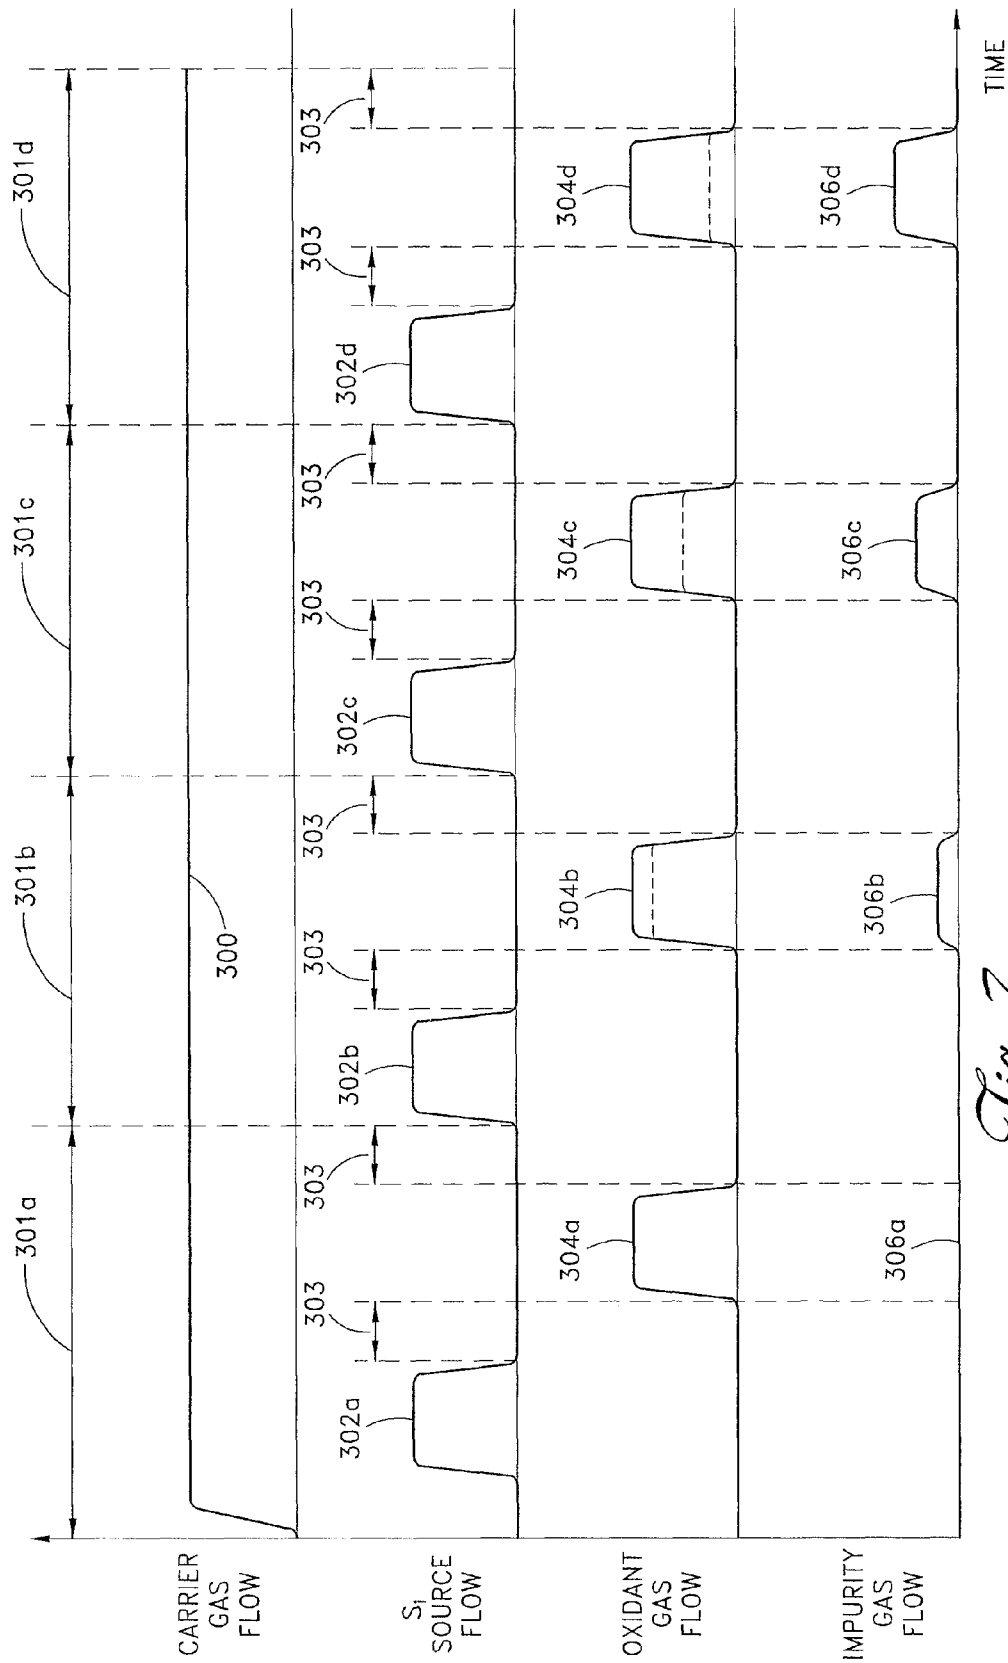 301a
301b
301c
301d
CARRIER
GAS
FLOW
300
S₁
SOURCE
FLOW
303
303
303
303
303
303
303
303
302a
302b
302c
302d
OXIDANT
GAS
FLOW
304a
304b
304c
304d
IMPURITY
GAS
FLOW
306a
306b
306c
306d
TIME
Fig. 7